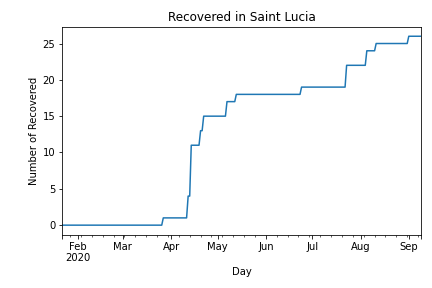 Recovered in Saint Lucia
Number of Recovered
25
20
15
10
5
0
Feb Mar Apr May Jun Jul Aug Sep
2020
Day